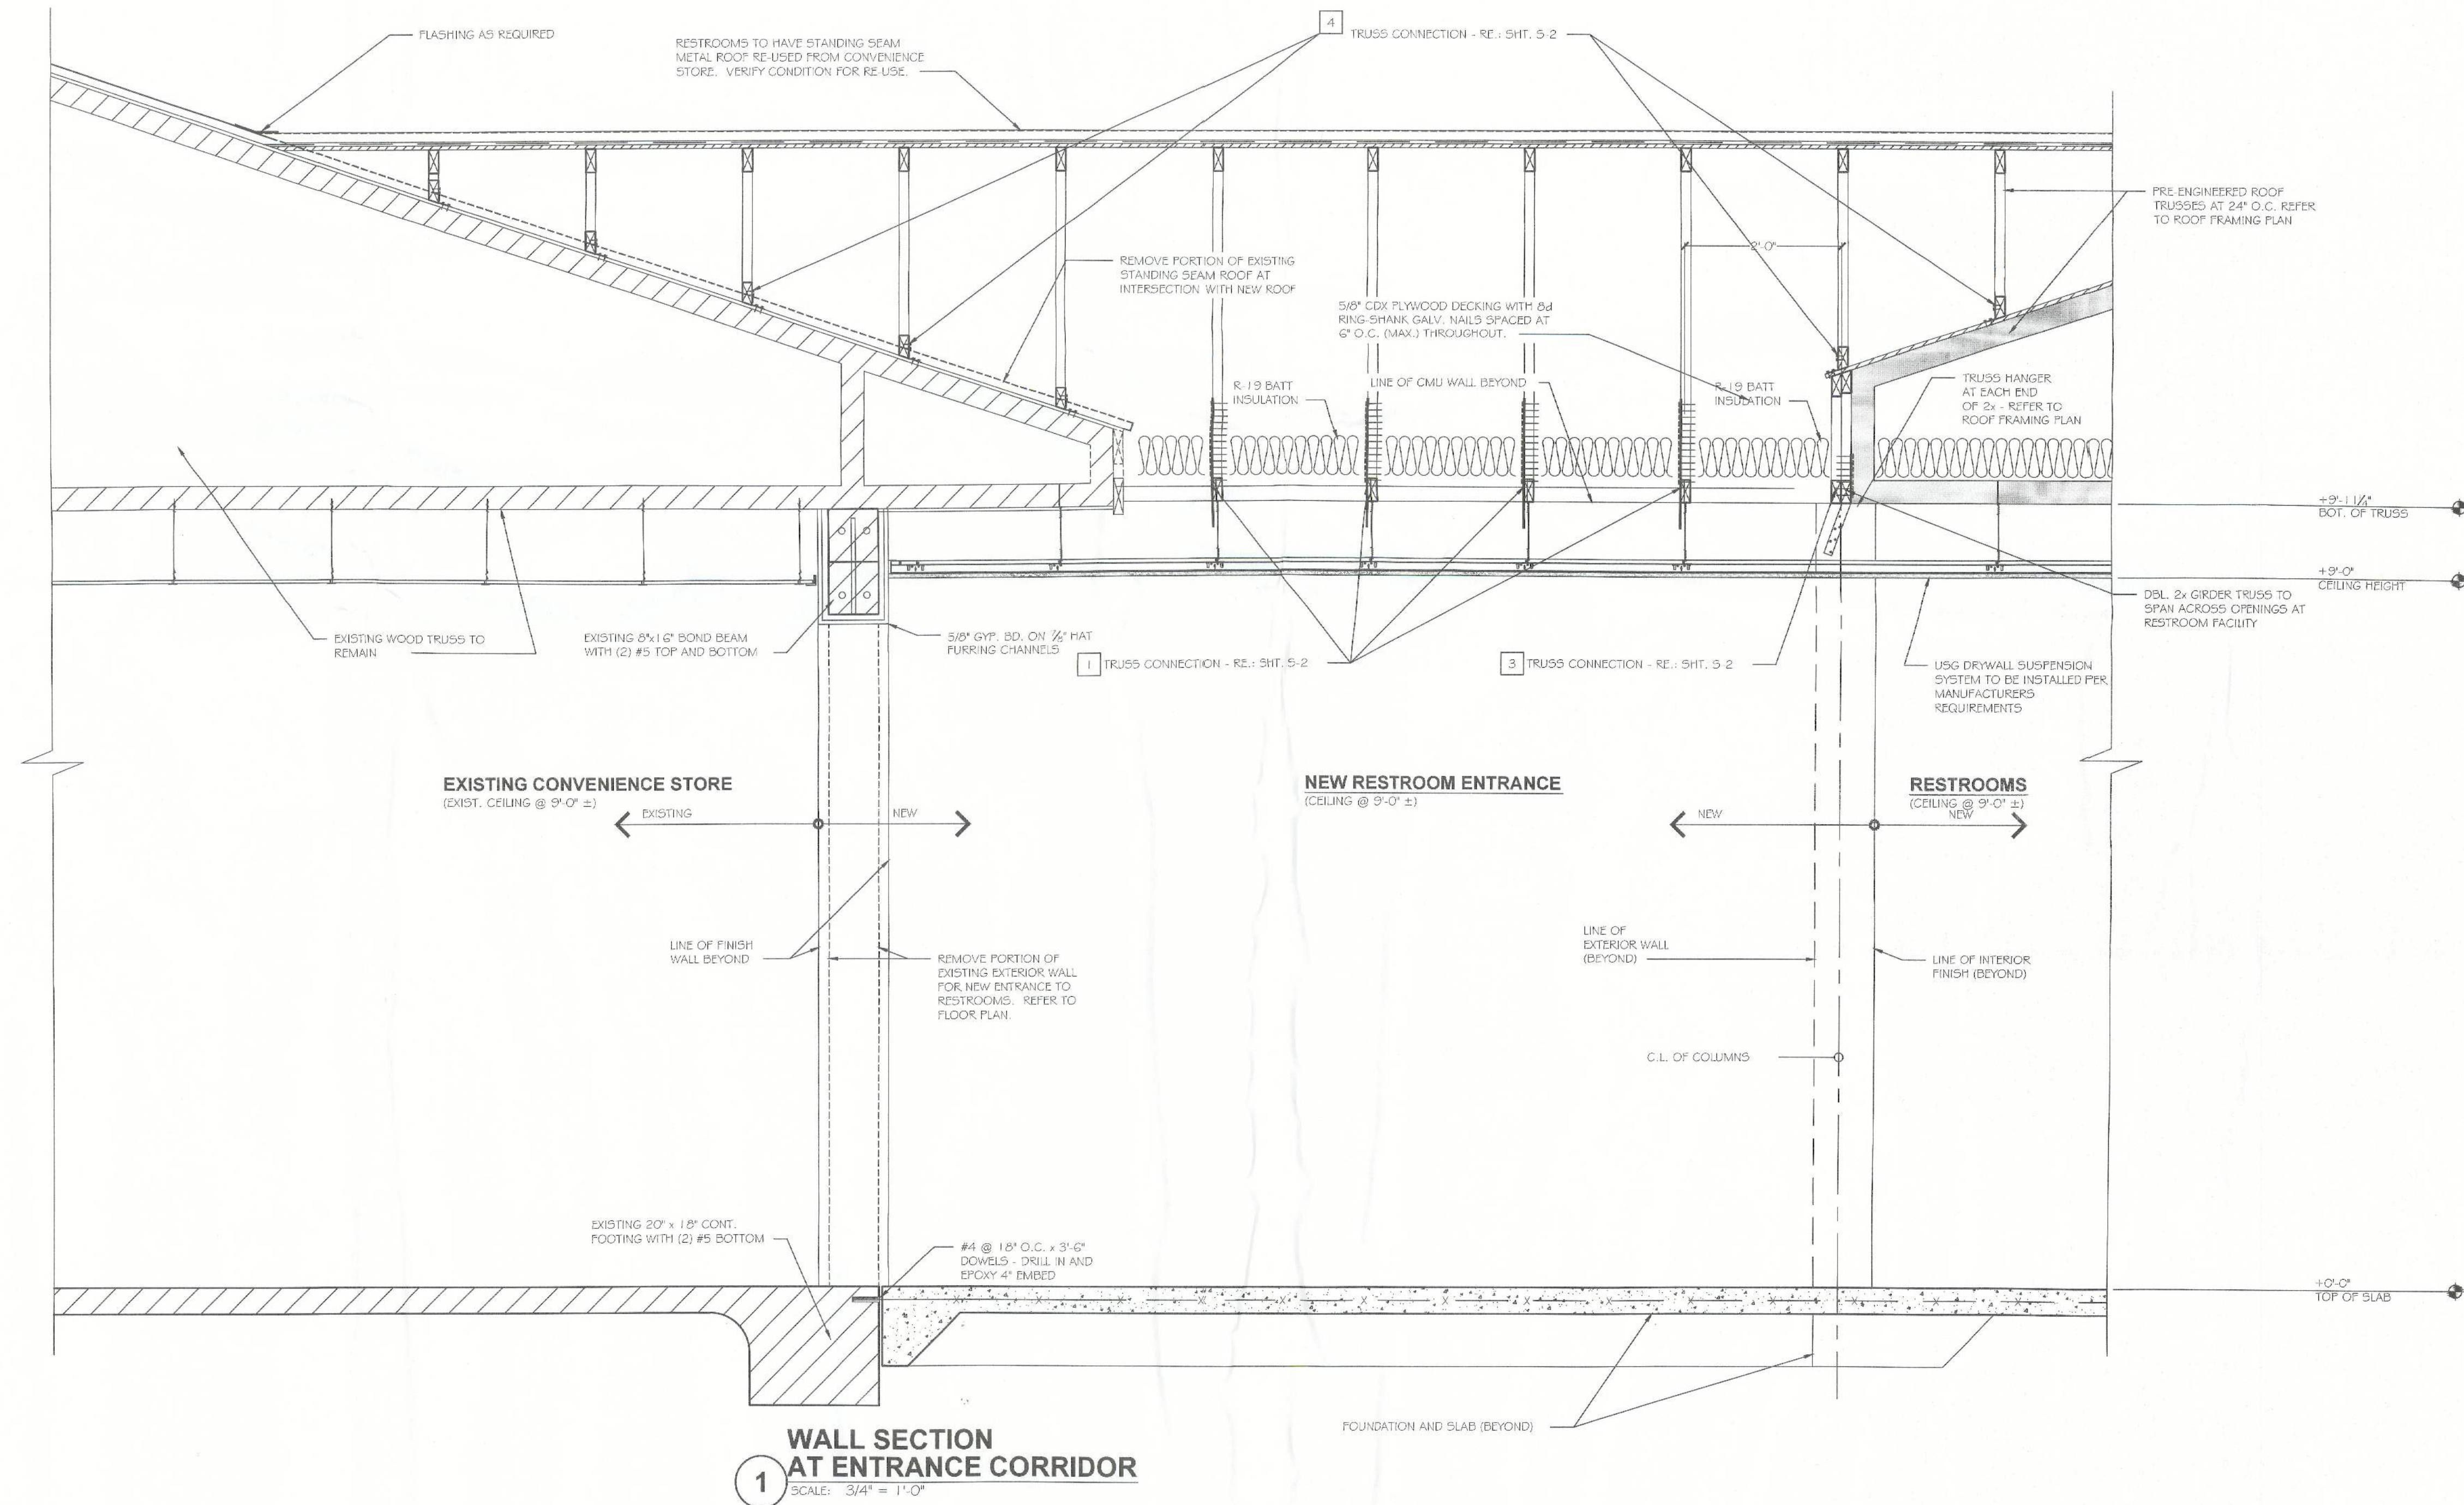 FLASHING AS REQUIRED
RESTROOMS TO HAVE STANDING SEAM
METAL ROOF RE-USED FROM CONVENIENCE
STORE. VERIFY CONDITION FOR RE-USE.
4
TRUSS CONNECTION - RE.: SHT. S-2
PRE-ENGINEERED ROOF
TRUSSES AT 24" O.C. REFER
TO ROOF FRAMING PLAN
2'-0"
REMOVE PORTION OF EXISTING
STANDING SEAM ROOF AT
INTERSECTION WITH NEW ROOF
5/8" CDX PLYWOOD DECKING WITH 8d
RING-SHANK GALV. NAILS SPACED AT
6" O.C. (MAX.) THROUGHOUT.
R-19 BATT
INSULATION
LINE OF CMU WALL BEYOND
R-19 BATT
INSULATION
TRUSS HANGER
AT EACH END
OF 2x - REFER TO
ROOF FRAMING PLAN
+9'-1 1¼"
BOT. OF TRUSS
+9'-0"
CEILING HEIGHT
DBL. 2x GIRDER TRUSS TO
SPAN ACROSS OPENINGS AT
RESTROOM FACILITY
EXISTING WOOD TRUSS TO
REMAIN
EXISTING 8"x16" BOND BEAM
WITH (2) #5 TOP AND BOTTOM
5/8" GYP. BD. ON ⅞" HAT
FURRING CHANNELS
1
TRUSS CONNECTION - RE.: SHT. S-2
3
TRUSS CONNECTION - RE.: SHT. S-2
USG DRYWALL SUSPENSION
SYSTEM TO BE INSTALLED PER
MANUFACTURERS
REQUIREMENTS
EXISTING CONVENIENCE STORE
(EXIST. CEILING @ 9'-0" ±)
EXISTING
NEW
NEW RESTROOM ENTRANCE
(CEILING @ 9'-0" ±)
NEW
RESTROOMS
(CEILING @ 9'-0" ±)
NEW
LINE OF FINISH
WALL BEYOND
REMOVE PORTION OF
EXISTING EXTERIOR WALL
FOR NEW ENTRANCE TO
RESTROOMS. REFER TO
FLOOR PLAN.
LINE OF
EXTERIOR WALL
(BEYOND)
LINE OF INTERIOR
FINISH (BEYOND)
C.L. OF COLUMNS
EXISTING 20" x 18" CONT.
FOOTING WITH (2) #5 BOTTOM
#4 @ 18" O.C. x 3'-6"
DOWELS - DRILL IN AND
EPOXY 4" EMBED
+0'-0"
TOP OF SLAB
FOUNDATION AND SLAB (BEYOND)
1
WALL SECTION
AT ENTRANCE CORRIDOR
SCALE: 3/4" = 1'-0"